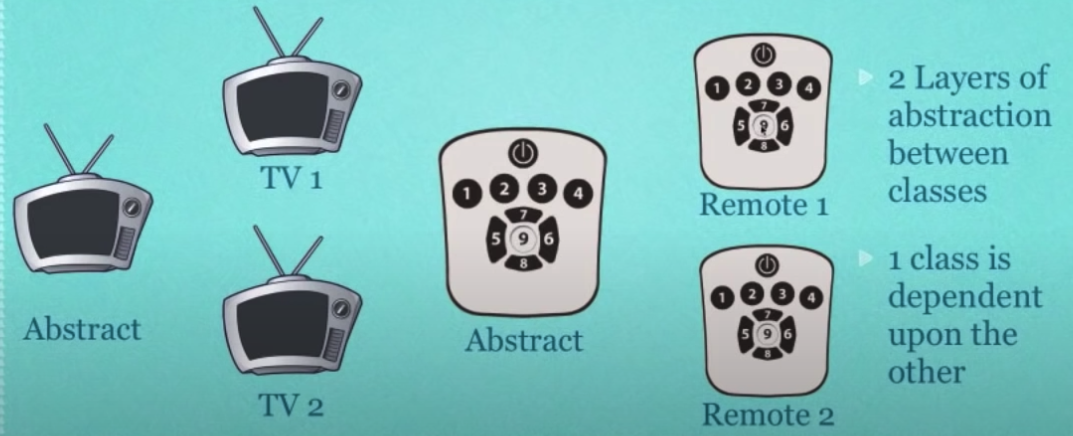 Abstract
TV 1
TV 2
1 2 3 4
7
5 9 6
8
Abstract
1 2 3 4
7
5 9 6
8
Remote 1
1 2 3 4
7
5 9 6
8
Remote 2
2 Layers of
abstraction
between
classes
1 class is
dependent
upon the
other